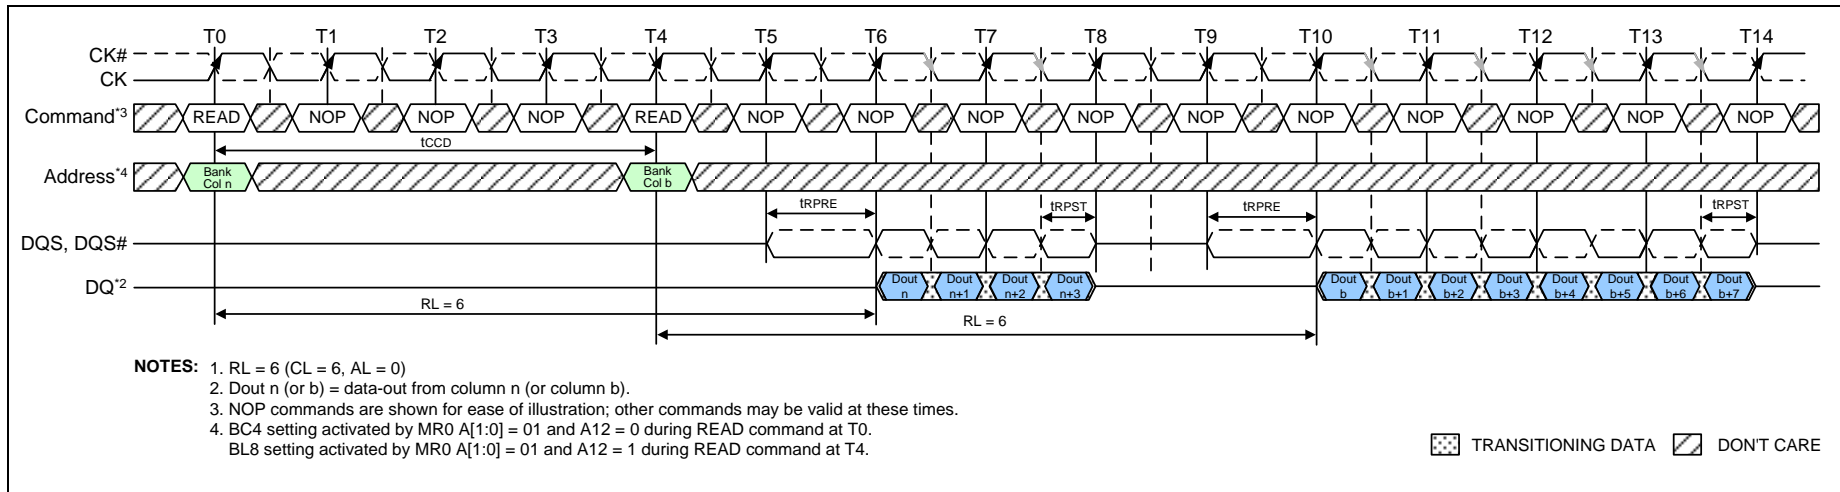 T0 T1 T2 T3 T4 T5 T6 T7 T8 T9 T10 T11 T12 T13 T14
CK#
CK
Command*3 READ NOP NOP NOP READ NOP NOP NOP NOP NOP NOP NOP NOP NOP NOP
tCCD
Address*4 Bank Col n Bank Col b
tRPRE tRPST tRPRE tRPST
DQS, DQS#
DQ*2 Dout n Dout n+1 Dout n+2 Dout n+3 Dout b Dout b+1 Dout b+2 Dout b+3 Dout b+4 Dout b+5 Dout b+6 Dout b+7
RL = 6
RL = 6
NOTES: 1. RL = 6 (CL = 6, AL = 0)
2. Dout n (or b) = data-out from column n (or column b).
3. NOP commands are shown for ease of illustration; other commands may be valid at these times.
4. BC4 setting activated by MR0 A[1:0] = 01 and A12 = 0 during READ command at T0.
BL8 setting activated by MR0 A[1:0] = 01 and A12 = 1 during READ command at T4.
TRANSITIONING DATA DON'T CARE